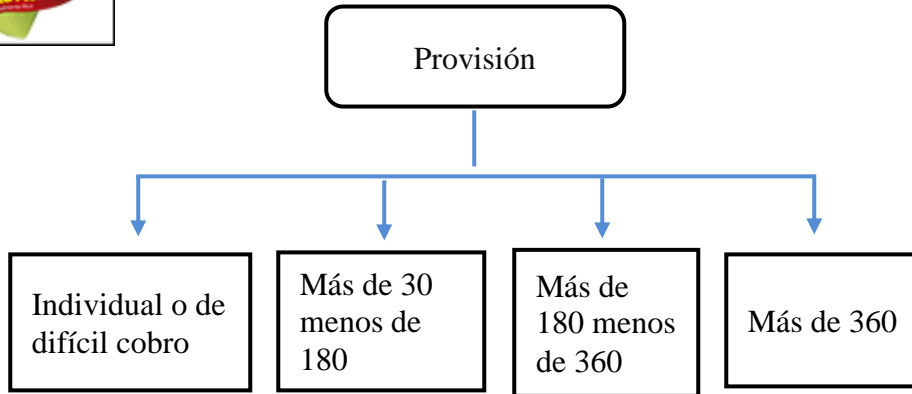 Provisión
Individual o de
difícil cobro
Más de 30
menos de
180
Más de
180 menos
de 360
Más de 360